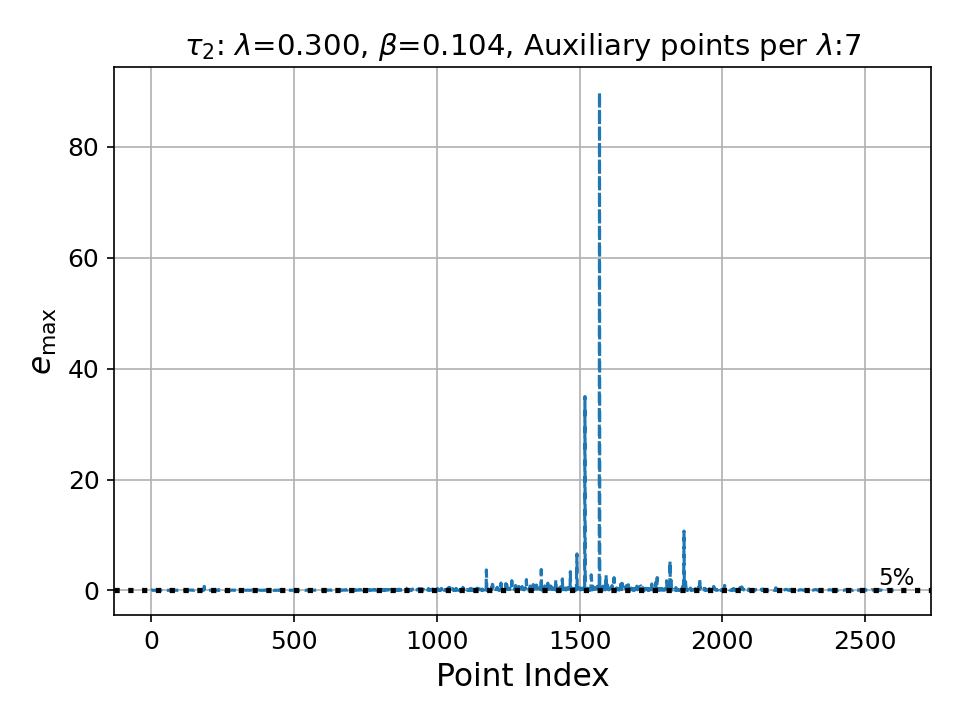 τ₂: λ=0.300, β=0.104, Auxiliary points per λ:7
e_max
80
60
40
20
0
5%
0 500 1000 1500 2000 2500
Point Index